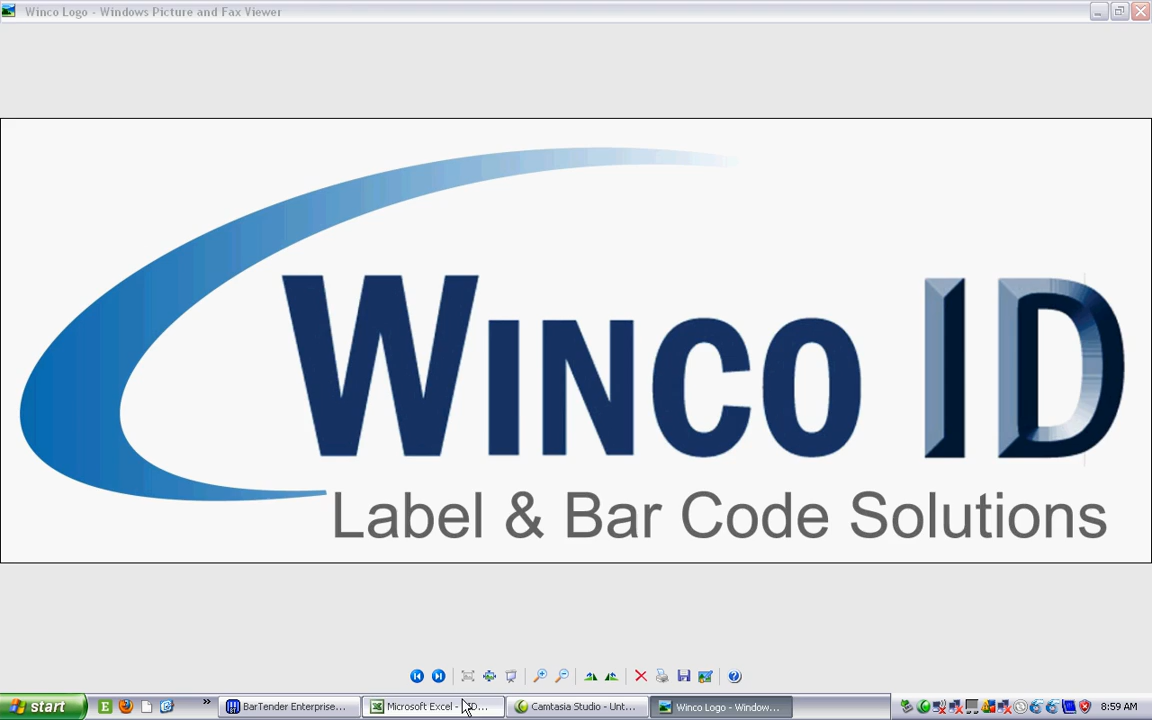 Winco Logo - Windows Picture and Fax Viewer
WINCO ID
Label & Bar Code Solutions
start
BarTender Enterprise...
Microsoft Excel -
Camtasia Studio - Unt...
Winco Logo - Window...
8:59 AM